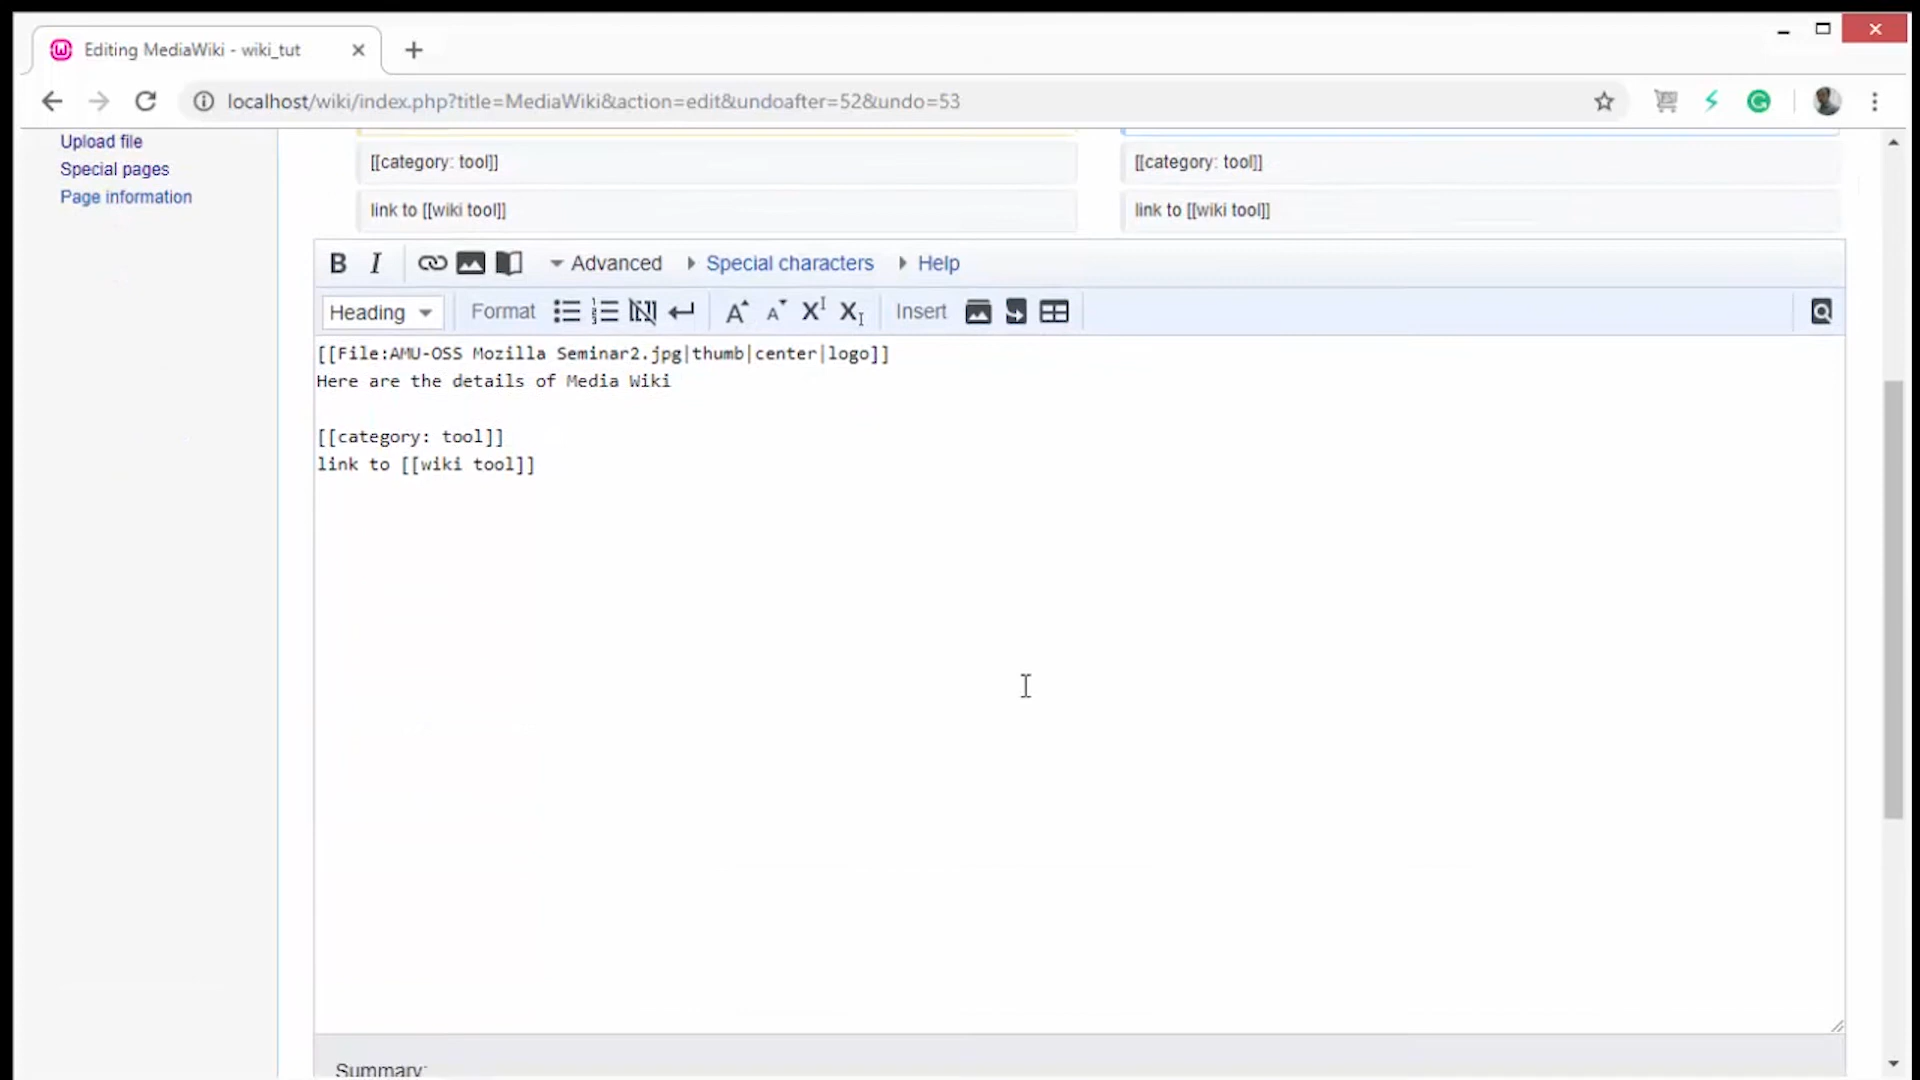 Editing MediaWiki - wiki_tut
localhost/wiki/index.php?title=MediaWiki&action=edit&undoafter=52&undo=53
Upload file
Special pages
Page information
[[category: tool]] [[category: tool]]
link to [[wiki tool]] link to [[wiki tool]]
B I Advanced Special characters Help
Heading Format Insert
[[File:AMU-OSS Mozilla Seminar2.jpg|thumb|center|logo]]
Here are the details of Media Wiki
[[category: tool]]
link to [[wiki tool]]
Summary: